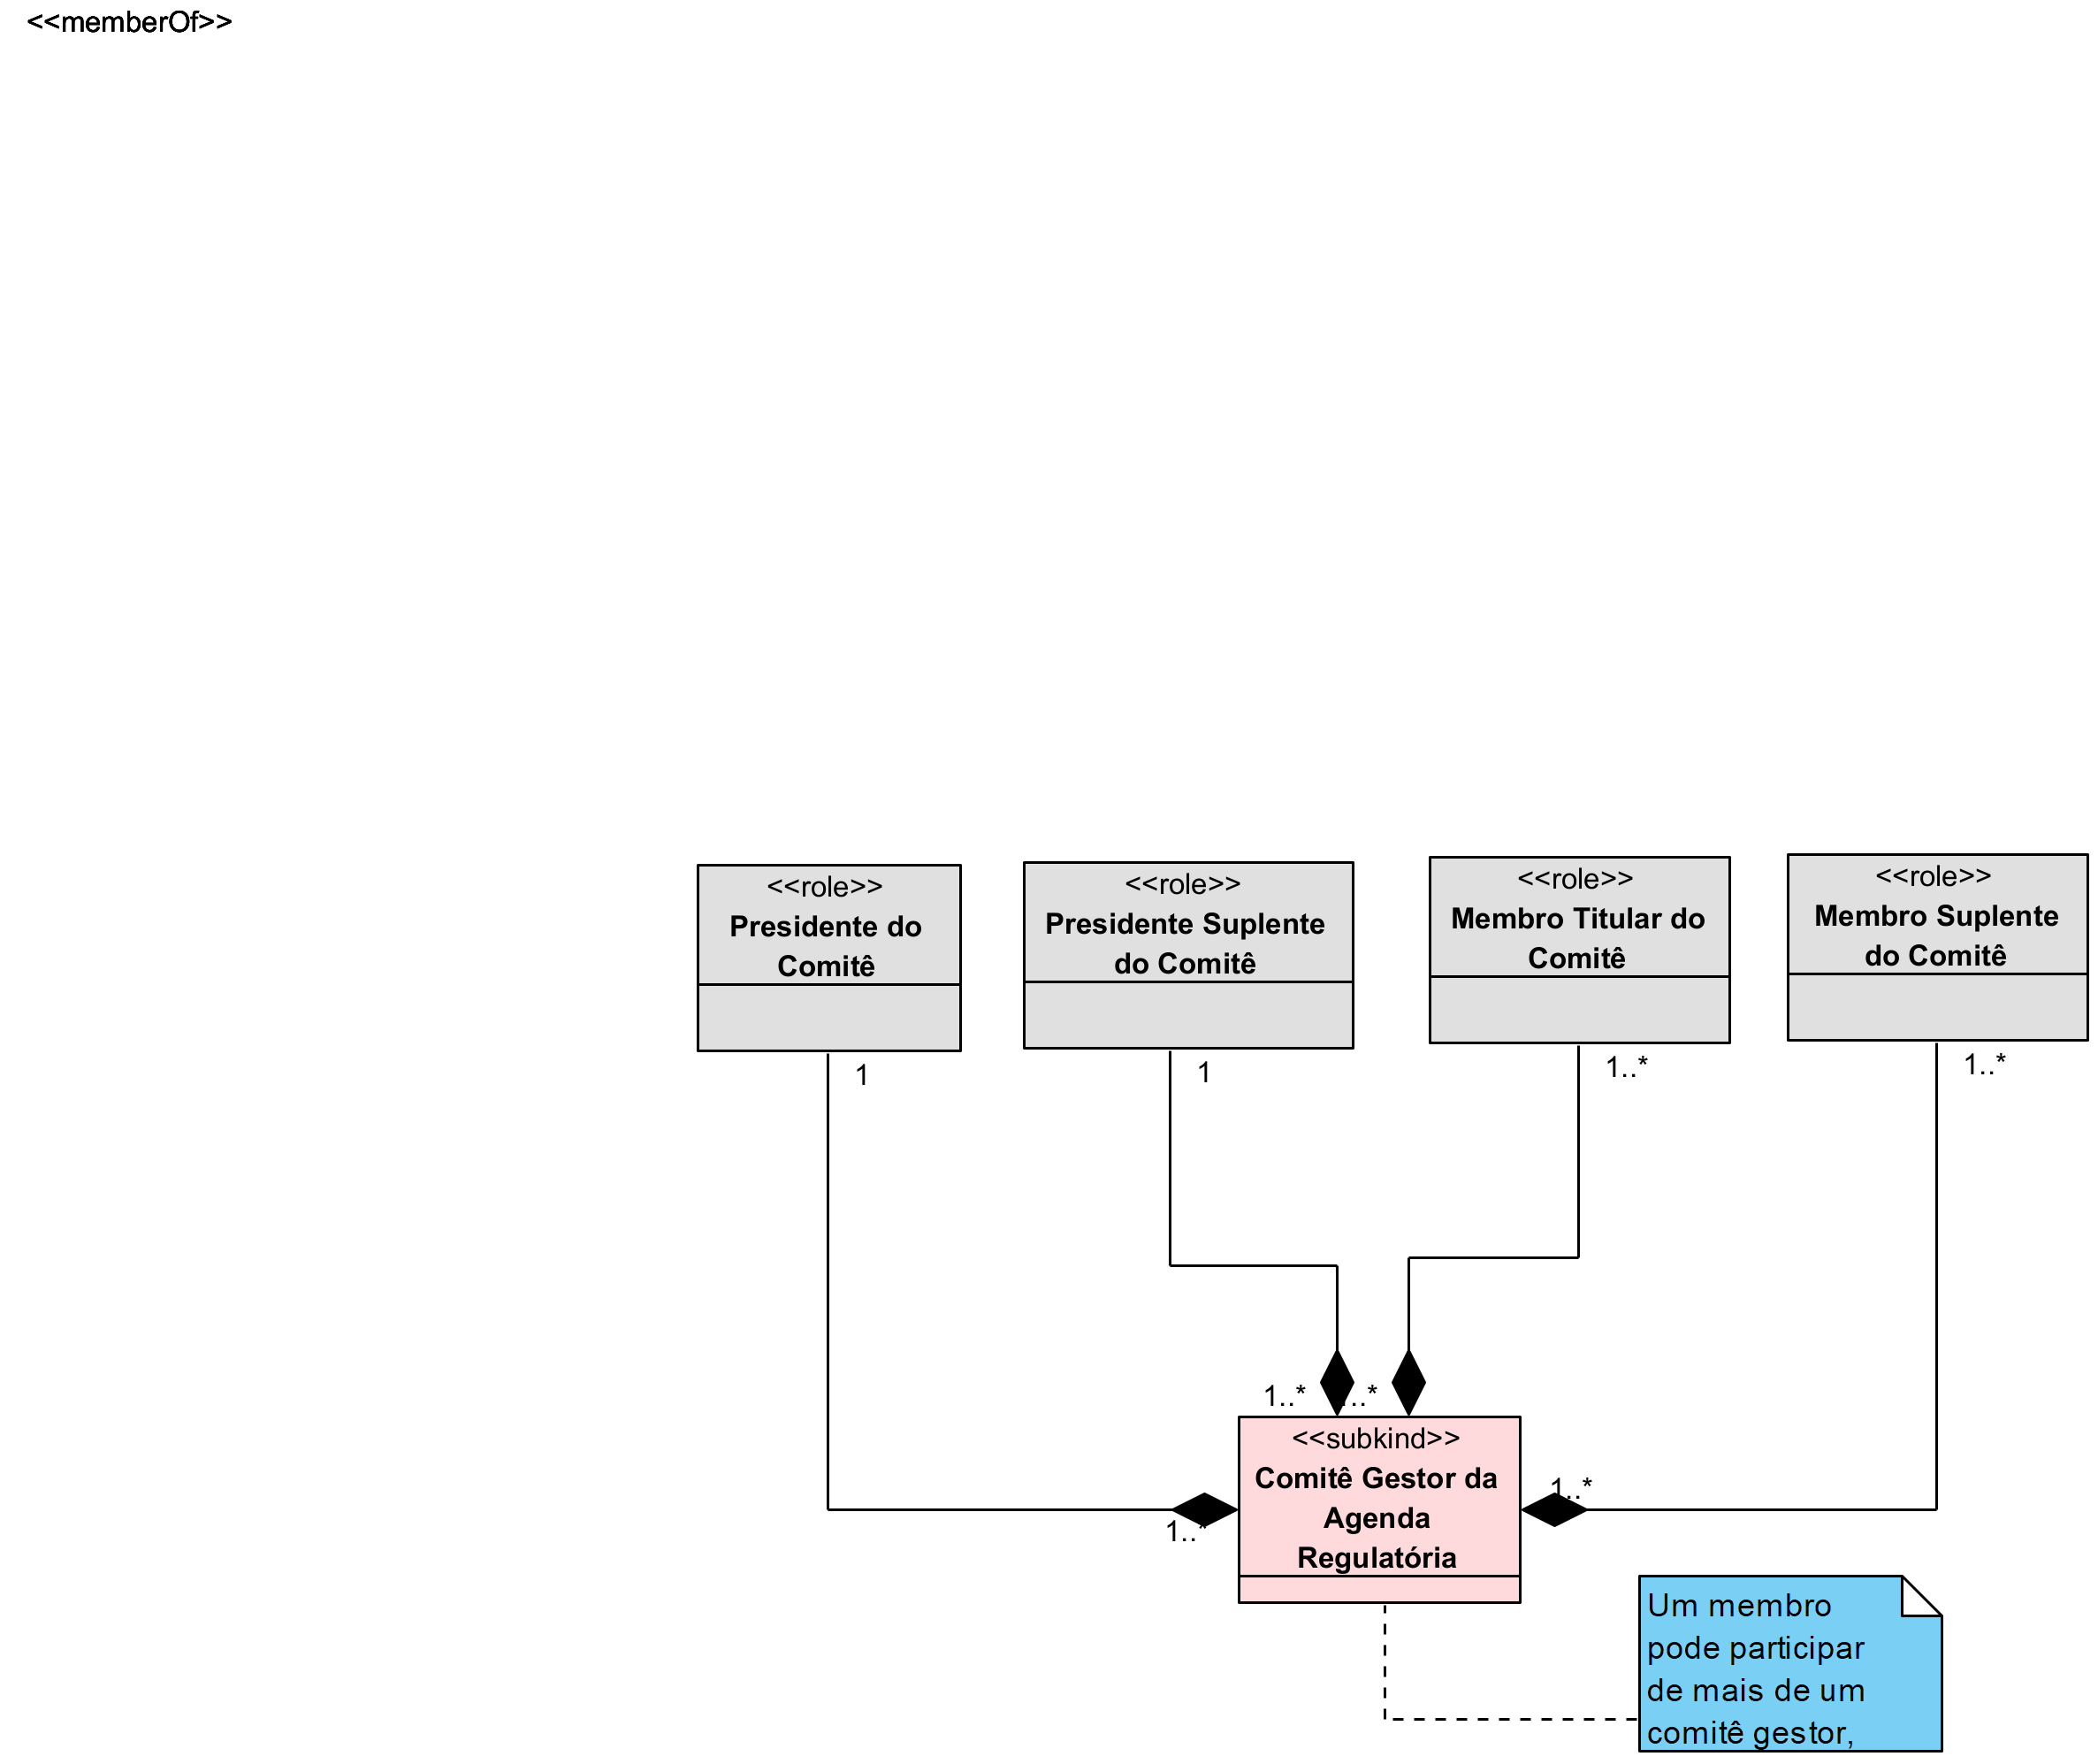 <<memberOf>>
<<role>>
Presidente do
Comitê
<<role>>
Presidente Suplente
do Comitê
<<role>>
Membro Titular do
Comitê
<<role>>
Membro Suplente
do Comitê
1
1
1..*
1..*
1..*
..*
<<subkind>>
Comitê Gestor da
Agenda
Regulatória
1..*
1..*
Um membro
pode participar
de mais de um
comitê gestor,